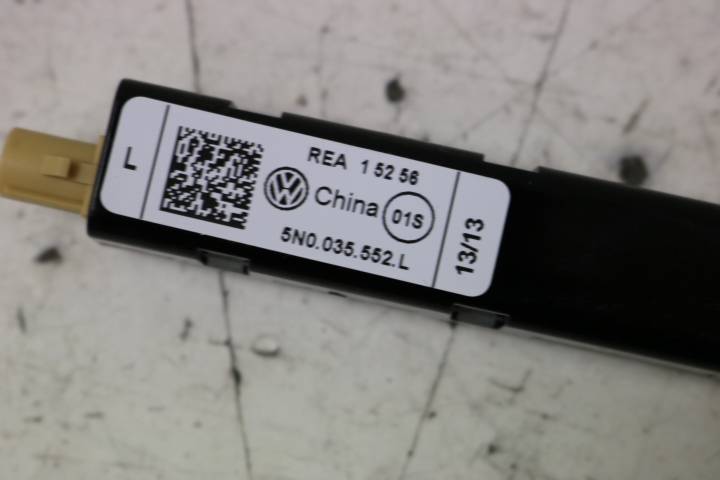 L
REA 1 52 56
China 01S
5N0.035.552.L
13/13